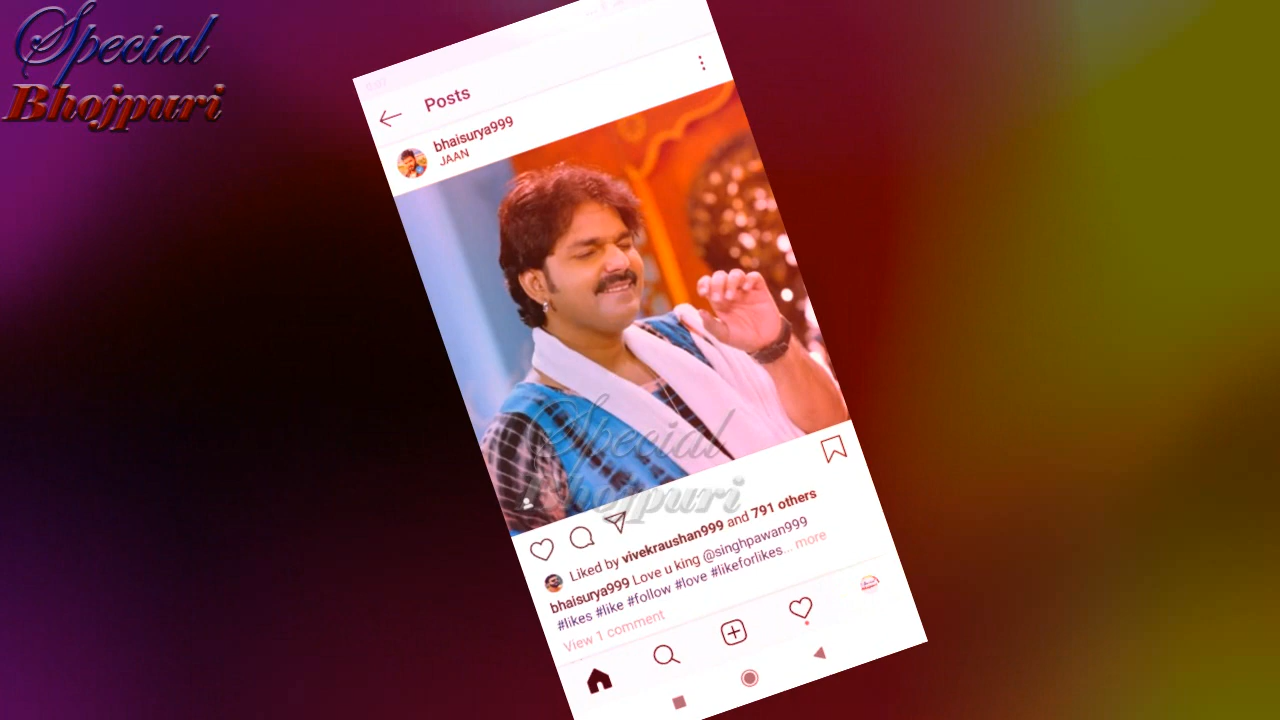 Special
Bhojpuri
Posts
bhaisurya999
JAAN
Special
Bhojpuri
Liked by vivekraushan999 and 791 others
bhaisurya999 Love u king @singhpawan999
#likes #like #follow #love #likeforlikes... more
View 1 comment